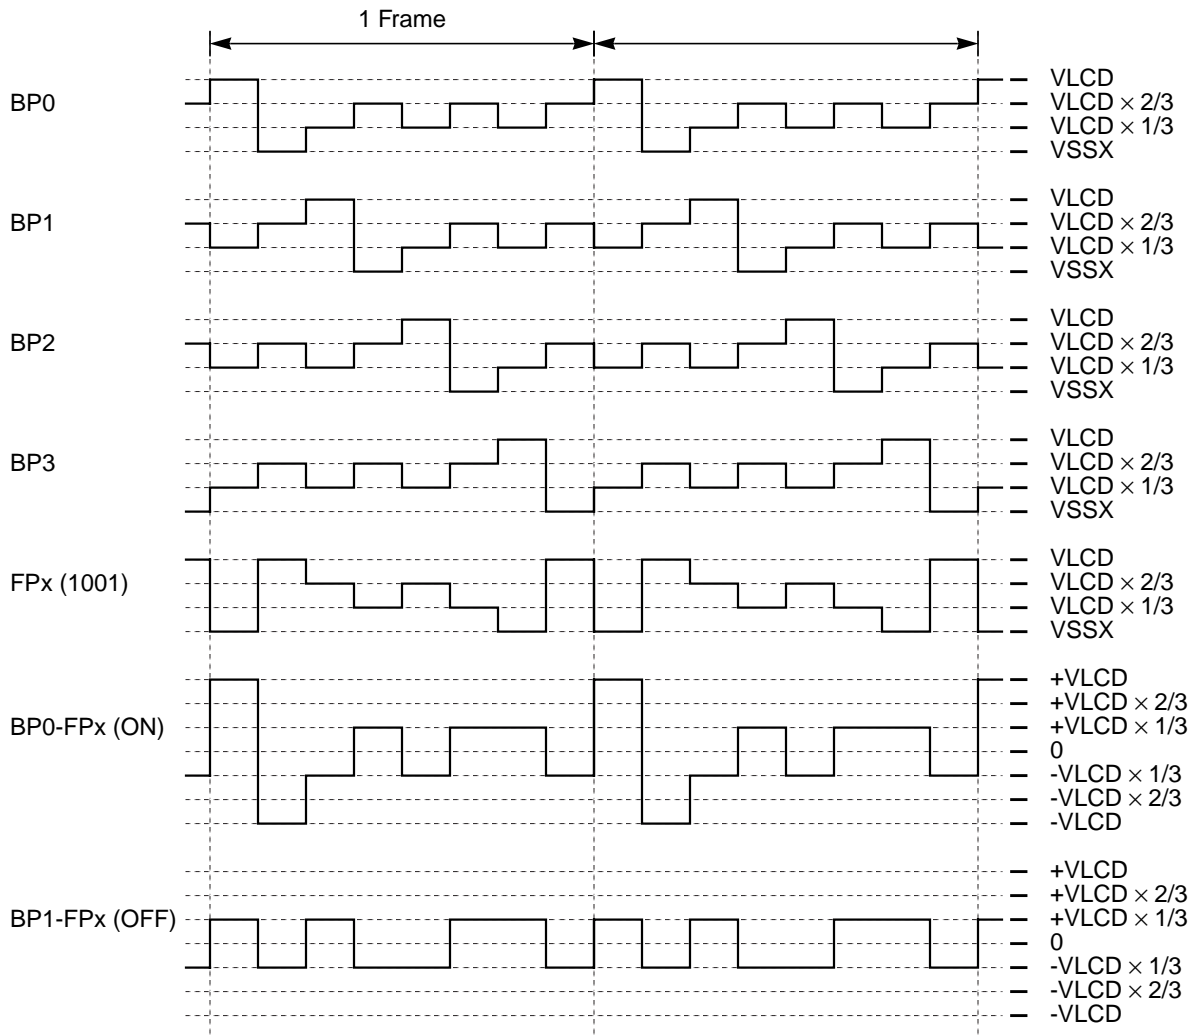 1 Frame
BP0
VLCD
VLCD × 2/3
VLCD × 1/3
VSSX
BP1
VLCD
VLCD × 2/3
VLCD × 1/3
VSSX
BP2
VLCD
VLCD × 2/3
VLCD × 1/3
VSSX
BP3
VLCD
VLCD × 2/3
VLCD × 1/3
VSSX
FPx (1001)
VLCD
VLCD × 2/3
VLCD × 1/3
VSSX
BP0-FPx (ON)
+VLCD
+VLCD × 2/3
+VLCD × 1/3
0
-VLCD × 1/3
-VLCD × 2/3
-VLCD
BP1-FPx (OFF)
+VLCD
+VLCD × 2/3
+VLCD × 1/3
0
-VLCD × 1/3
-VLCD × 2/3
-VLCD